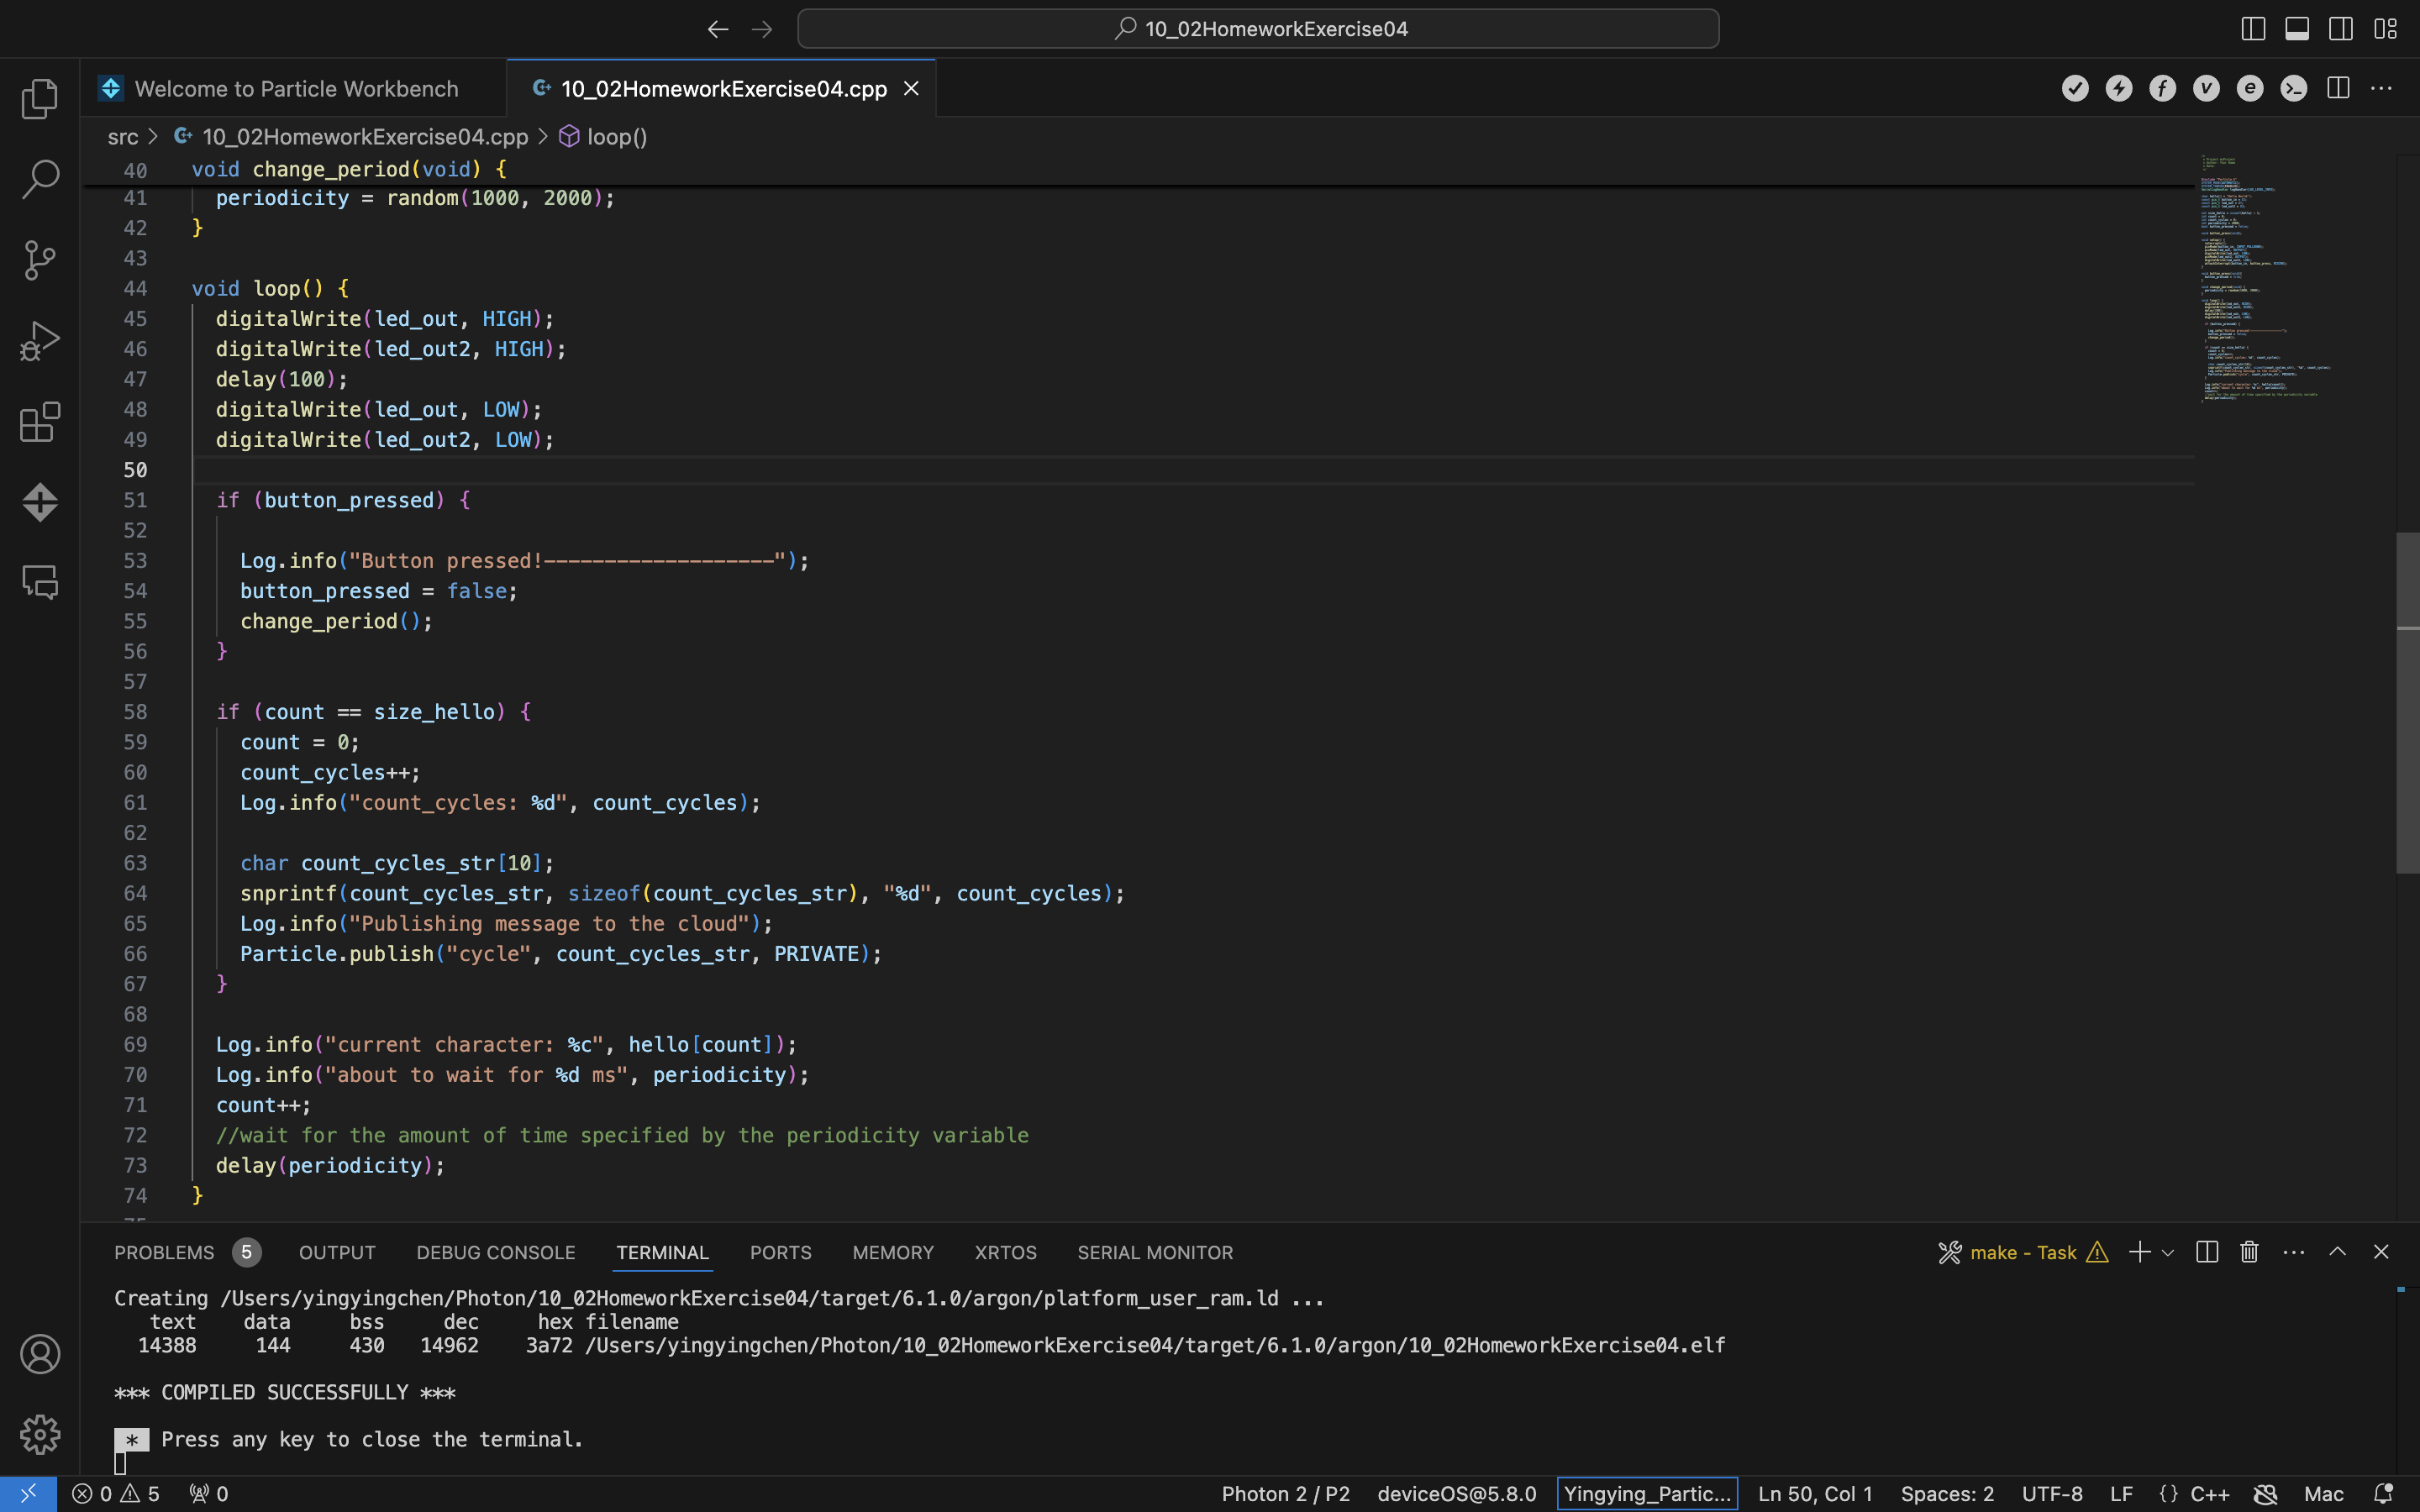 10_02HomeworkExercise04
Welcome to Particle Workbench
10_02HomeworkExercise04.cpp
src > 10_02HomeworkExercise04.cpp > loop()
40 void change_period(void) {
41 periodicity = random(1000, 2000);
42 }
43
44 void loop() {
45 digitalWrite(led_out, HIGH);
46 digitalWrite(led_out2, HIGH);
47 delay(100);
48 digitalWrite(led_out, LOW);
49 digitalWrite(led_out2, LOW);
50
51 if (button_pressed) {
52
53 Log.info("Button pressed!-------------------");
54 button_pressed = false;
55 change_period();
56 }
57
58 if (count == size_hello) {
59 count = 0;
60 count_cycles++;
61 Log.info("count_cycles: %d", count_cycles);
62
63 char count_cycles_str[10];
64 snprintf(count_cycles_str, sizeof(count_cycles_str), "%d", count_cycles);
65 Log.info("Publishing message to the cloud");
66 Particle.publish("cycle", count_cycles_str, PRIVATE);
67 }
68
69 Log.info("current character: %c", hello[count]);
70 Log.info("about to wait for %d ms", periodicity);
71 count++;
72 //wait for the amount of time specified by the periodicity variable
73 delay(periodicity);
74 }
PROBLEMS 5 OUTPUT DEBUG CONSOLE TERMINAL PORTS MEMORY XRTOS SERIAL MONITOR
make - Task
Creating /Users/yingyingchen/Photon/10_02HomeworkExercise04/target/6.1.0/argon/platform_user_ram.ld ...
text data bss dec hex filename
14388 144 430 14962 3a72 /Users/yingyingchen/Photon/10_02HomeworkExercise04/target/6.1.0/argon/10_02HomeworkExercise04.elf
*** COMPILED SUCCESSFULLY ***
* Press any key to close the terminal.
0 5 0 Photon 2 / P2 deviceOS@5.8.0 Yingying_Partic... Ln 50, Col 1 Spaces: 2 UTF-8 LF {} C++ Mac